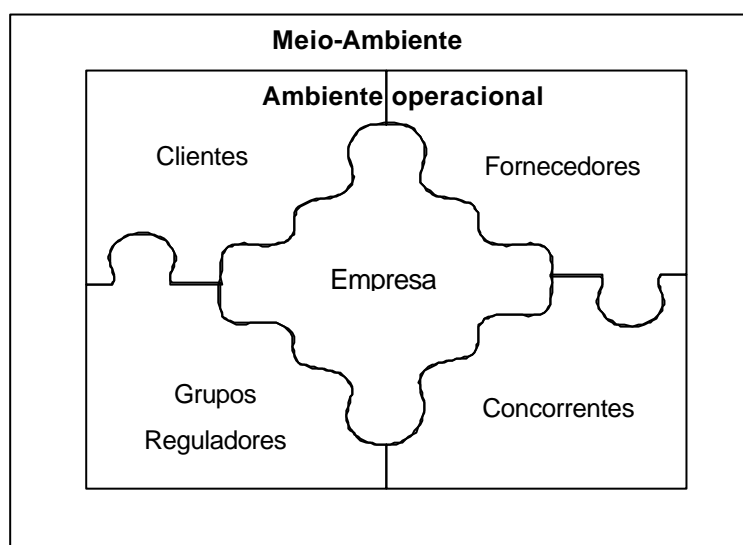 Meio-Ambiente
Ambiente operacional
Clientes
Fornecedores
Empresa
Grupos
Reguladores
Concorrentes